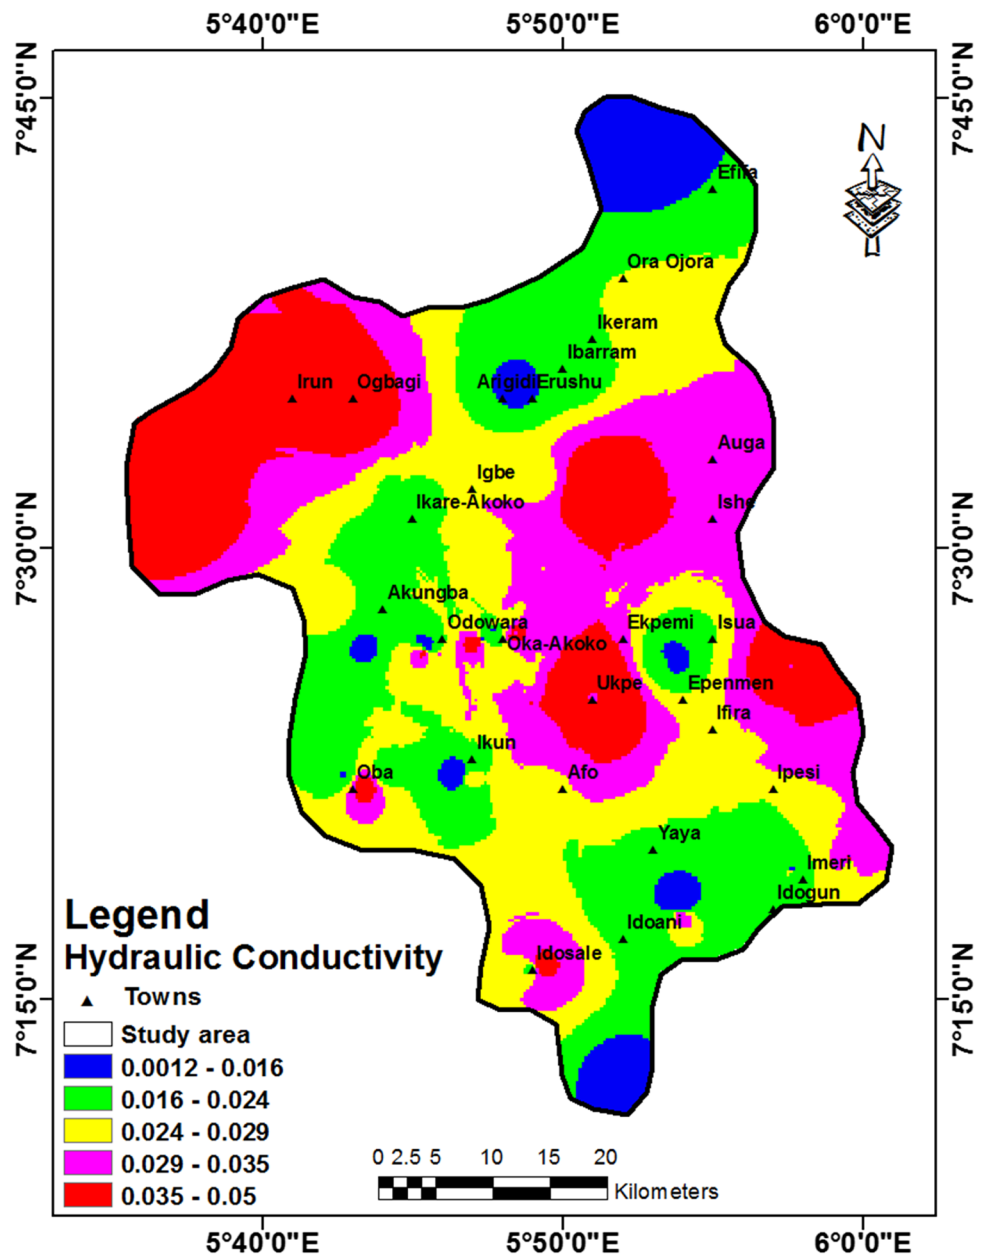 5°40'0"E 5°50'0"E 6°0'0"E
7°45'0"N 7°45'0"N
N
Efifa
Ora Ojora
Ikeram
Ibarram
Irun Ogbagi Arigidi Erushu
Auga
Igbe
Ikare-Akoko Ishe
7°30'0"N 7°30'0"N
Akungba
Odowara Ekpemi Isua
Oka-Akoko
Ukpe Epenmen
Ifira
Ikun
Oba Afo Ipesi
Yaya
Imeri
Idogun
Idoani
Idosale
7°15'0"N 7°15'0"N
Legend
Hydraulic Conductivity
Towns
Study area
0.0012 - 0.016
0.016 - 0.024
0.024 - 0.029
0.029 - 0.035
0.035 - 0.05
0 2.5 5 10 15 20
Kilometers
5°40'0"E 5°50'0"E 6°0'0"E